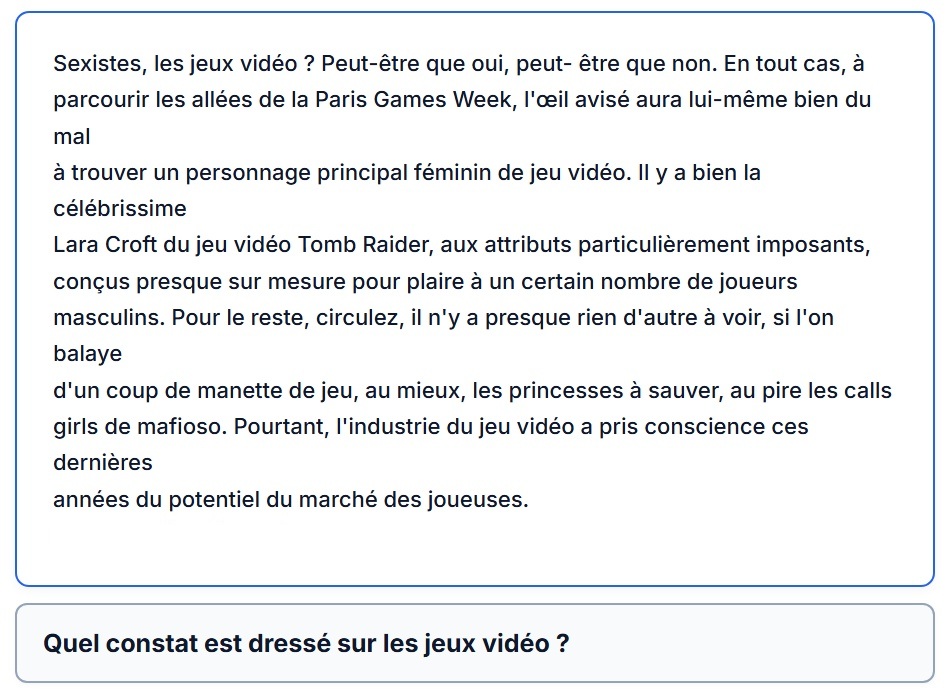 Sexistes, les jeux vidéo ? Peut-être que oui, peut- être que non. En tout cas, à
parcourir les allées de la Paris Games Week, l'œil avisé aura lui-même bien du
mal
à trouver un personnage principal féminin de jeu vidéo. Il y a bien la
célébrissime
Lara Croft du jeu vidéo Tomb Raider, aux attributs particulièrement imposants,
conçus presque sur mesure pour plaire à un certain nombre de joueurs
masculins. Pour le reste, circulez, il n'y a presque rien d'autre à voir, si l'on
balaye
d'un coup de manette de jeu, au mieux, les princesses à sauver, au pire les calls
girls de mafioso. Pourtant, l'industrie du jeu vidéo a pris conscience ces
dernières
années du potentiel du marché des joueuses.
Quel constat est dressé sur les jeux vidéo ?